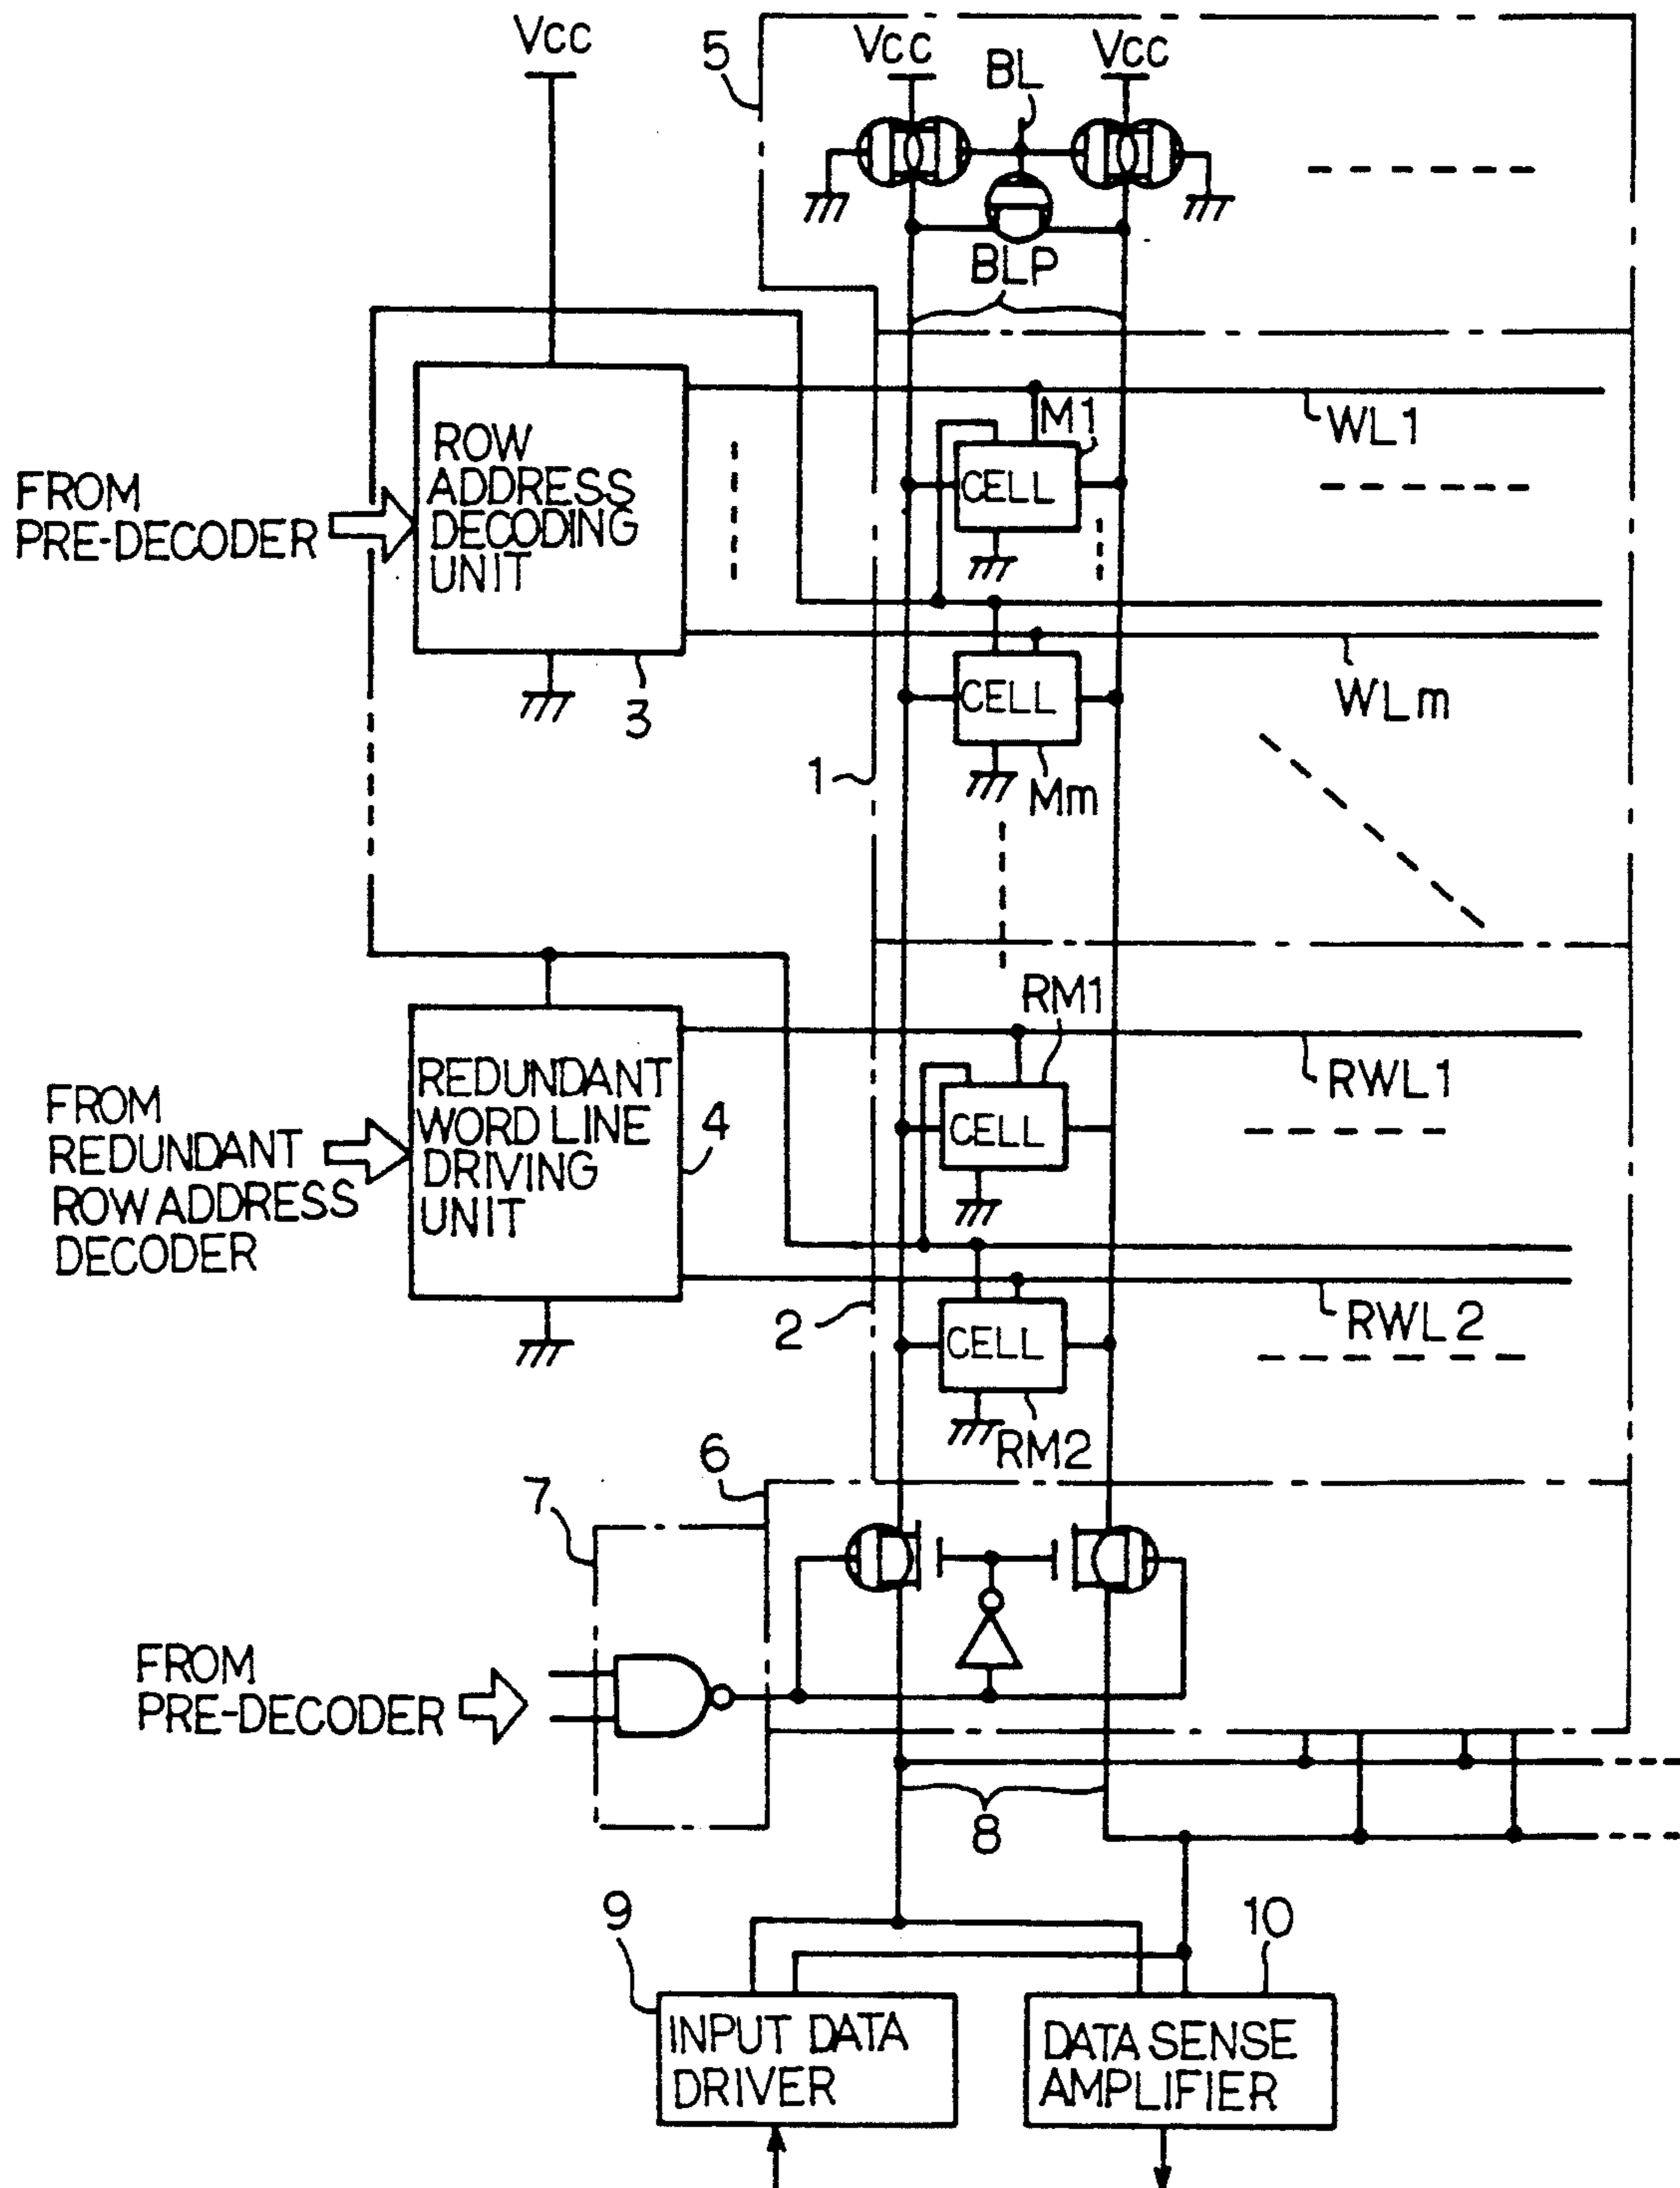 Vcc
5
Vcc
BL
Vcc
BLP
ROW
ADDRESS
DECODING
UNIT
FROM
PRE-DECODER
M1
CELL
WL1
3
CELL
WLm
1
Mm
RM1
REDUNDANT
WORD LINE
DRIVING
UNIT
4
FROM
REDUNDANT
ROW ADDRESS
DECODER
CELL
RWL1
2
CELL
RWL2
RM2
6
7
FROM
PRE-DECODER
8
9
10
INPUT DATA
DRIVER
DATA SENSE
AMPLIFIER